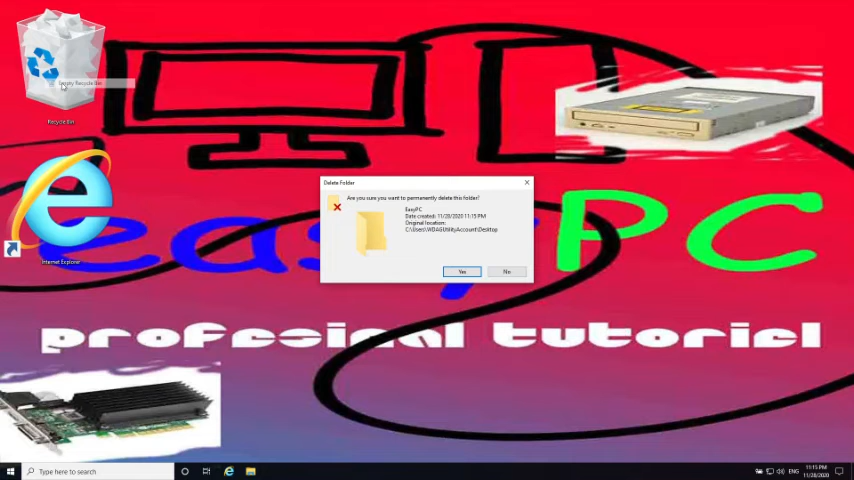 Empty Recycle Bin
Recycle Bin
Internet Explorer
easyPC
profesinal tutoriel
Delete Folder
Are you sure you want to permanently delete this folder?
EasyPC
Date created: 11/28/2020 11:15 PM
Original location:
C:\Users\WDAGUtilityAccount\Desktop
Yes
No
Type here to search
ENG
11:15 PM
11/28/2020